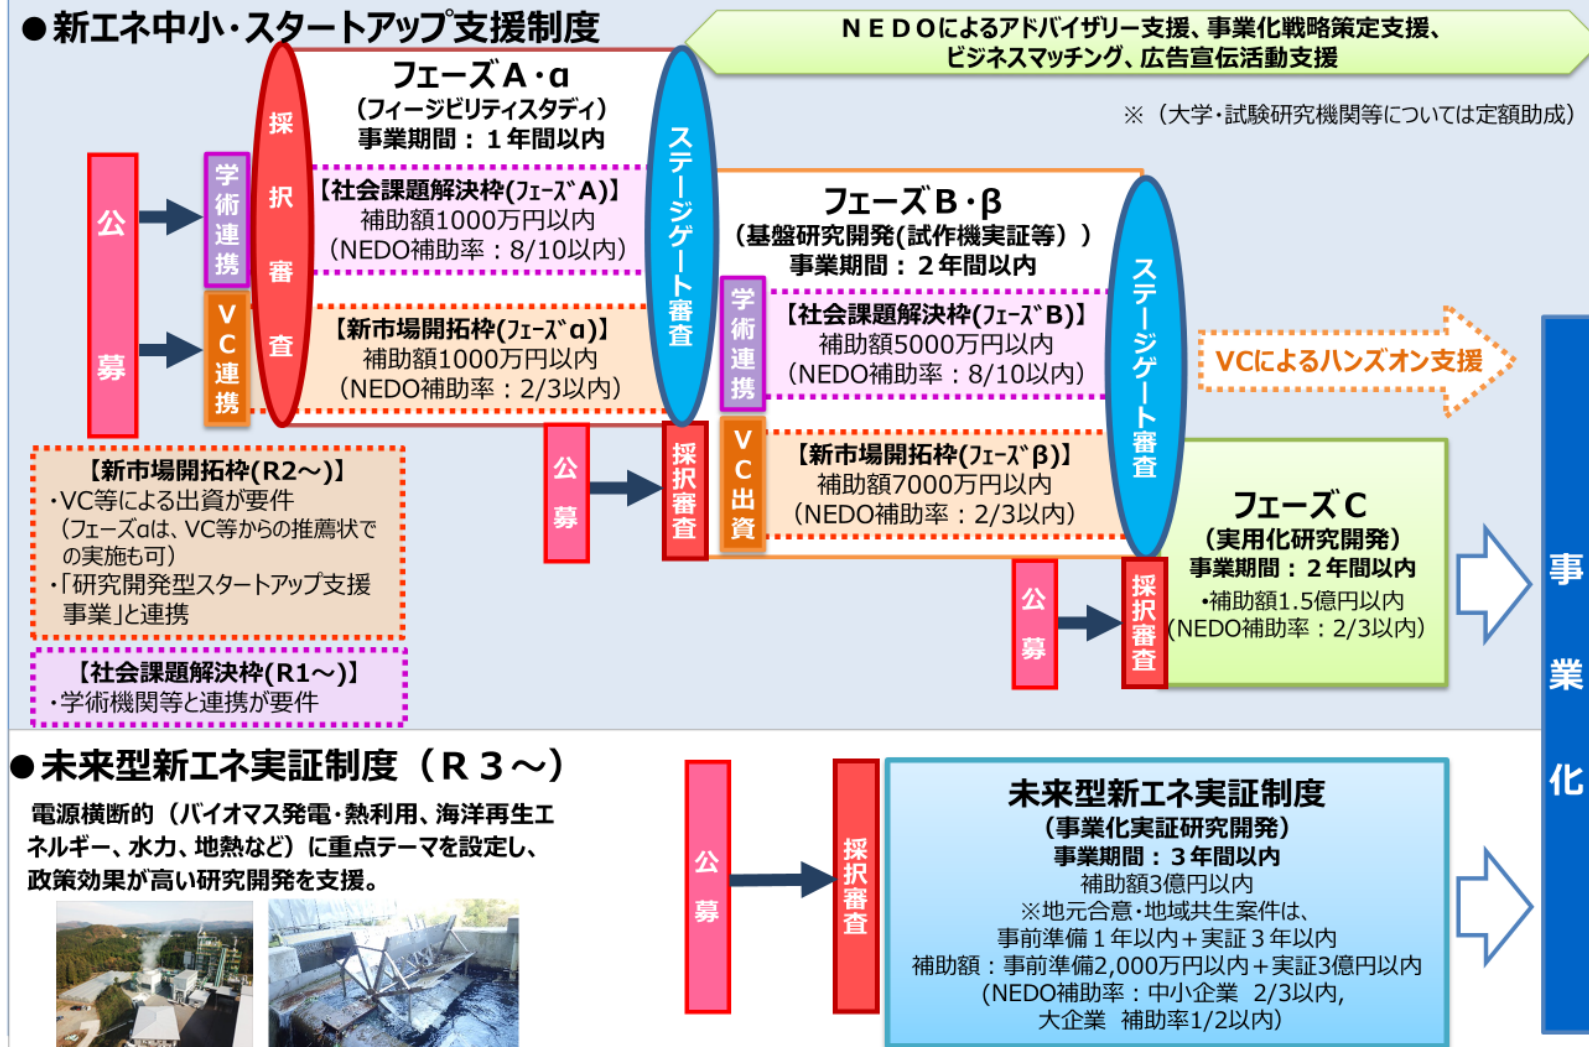 ●新エネ中小・スタートアップ支援制度
NEDOによるアドバイザリー支援、事業化戦略策定支援、
ビジネスマッチング、広告宣伝活動支援
※（大学・試験研究機関等については定額助成）
公募
学術連携
VC連携
採択審査
フェーズA・α
（フィージビリティスタディ）
事業期間：１年間以内
【社会課題解決枠(フェーズA)】
補助額1000万円以内
（NEDO補助率：8/10以内）
【新市場開拓枠(フェーズα)】
補助額1000万円以内
（NEDO補助率：2/3以内）
ステージゲート審査
公募
採択審査
フェーズB・β
（基盤研究開発(試作機実証等））
事業期間：２年間以内
学術連携
【社会課題解決枠(フェーズB)】
補助額5000万円以内
（NEDO補助率：8/10以内）
VC出資
【新市場開拓枠(フェーズβ)】
補助額7000万円以内
（NEDO補助率：2/3以内）
ステージゲート審査
VCによるハンズオン支援
公募
採択審査
フェーズC
（実用化研究開発）
事業期間：２年間以内
・補助額1.5億円以内
(NEDO補助率：2/3以内）
事業化
【新市場開拓枠(R2～)】
・VC等による出資が要件
（フェーズαは、VC等からの推薦状で
の実施も可）
・「研究開発型スタートアップ支援
事業」と連携
【社会課題解決枠(R1～)】
・学術機関等と連携が要件
●未来型新エネ実証制度（Ｒ３～）
電源横断的（バイオマス発電・熱利用、海洋再生エ
ネルギー、水力、地熱など）に重点テーマを設定し、
政策効果が高い研究開発を支援。
公募
採択審査
未来型新エネ実証制度
（事業化実証研究開発）
事業期間：３年間以内
補助額3億円以内
※地元合意・地域共生案件は、
事前準備１年以内＋実証３年以内
補助額：事前準備2,000万円以内＋実証3億円以内
(NEDO補助率：中小企業 2/3以内,
大企業 補助率1/2以内）